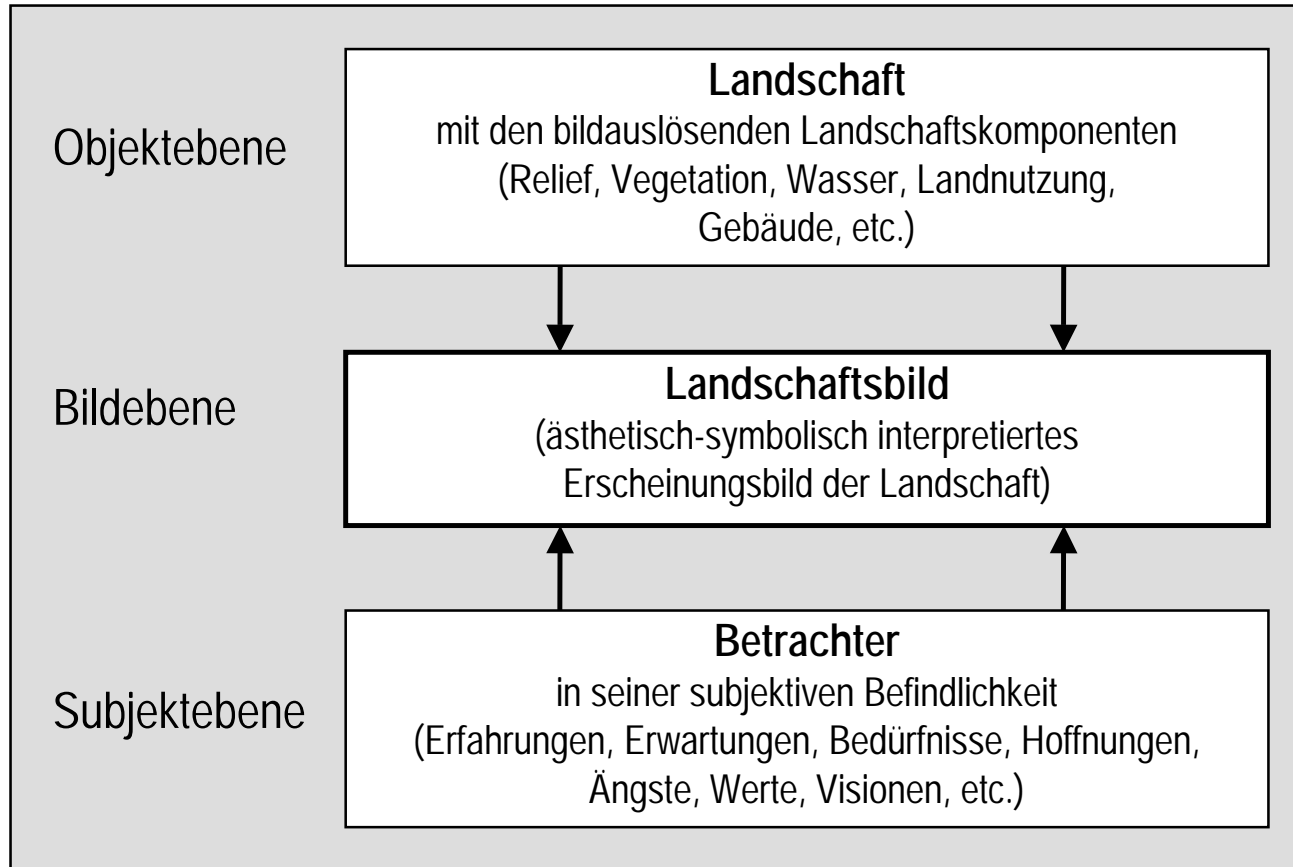 Objektebene
Landschaft
mit den bildauslösenden Landschaftskomponenten
(Relief, Vegetation, Wasser, Landnutzung,
Gebäude, etc.)
Bildebene
Landschaftsbild
(ästhetisch-symbolisch interpretiertes
Erscheinungsbild der Landschaft)
Subjektebene
Betrachter
in seiner subjektiven Befindlichkeit
(Erfahrungen, Erwartungen, Bedürfnisse, Hoffnungen,
Ängste, Werte, Visionen, etc.)